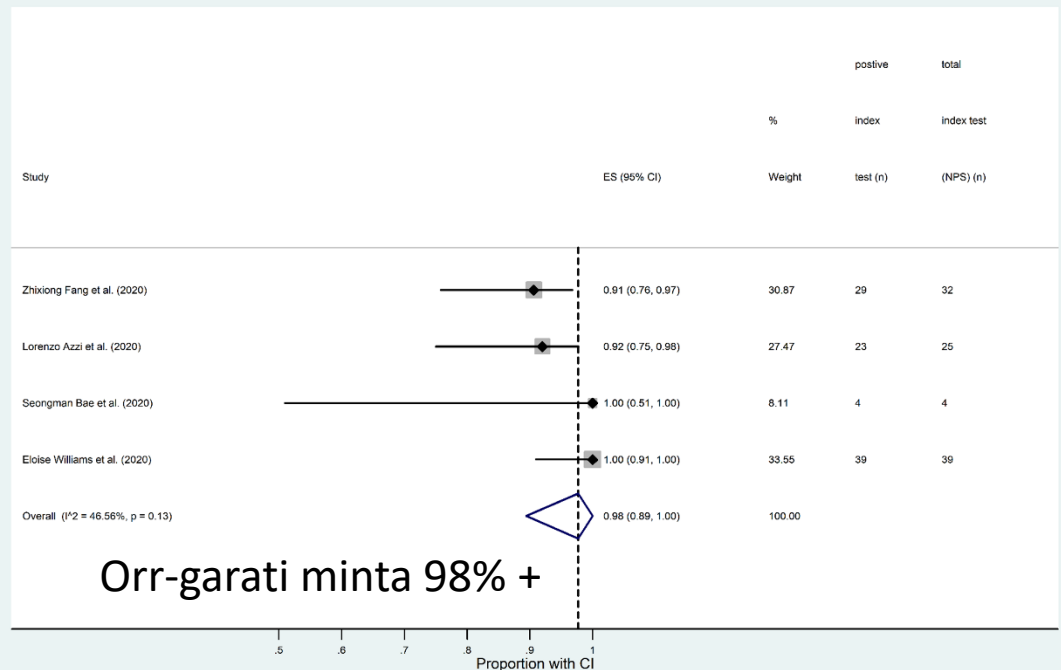 postive total
% index index test
Study ES (95% CI) Weight test (n) (NPS) (n)
Zhixiong Fang et al. (2020) 0.91 (0.76, 0.97) 30.87 29 32
Lorenzo Azzi et al. (2020) 0.92 (0.75, 0.98) 27.47 23 25
Seongman Bae et al. (2020) 1.00 (0.51, 1.00) 8.11 4 4
Eloise Williams et al. (2020) 1.00 (0.91, 1.00) 33.55 39 39
Overall (I^2 = 46.56%, p = 0.13) 0.98 (0.89, 1.00) 100.00
Orr-garati minta 98% +
.5 .6 .7 .8 .9 1
Proportion with CI